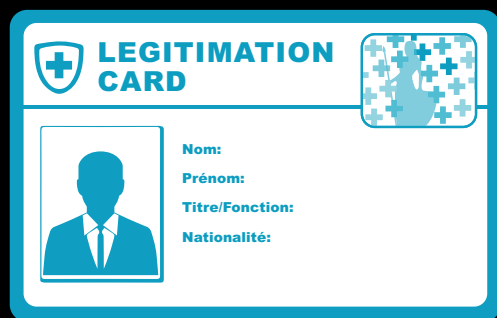 LEGITIMATION
CARD
Nom:
Prénom:
Titre/Fonction:
Nationalité: